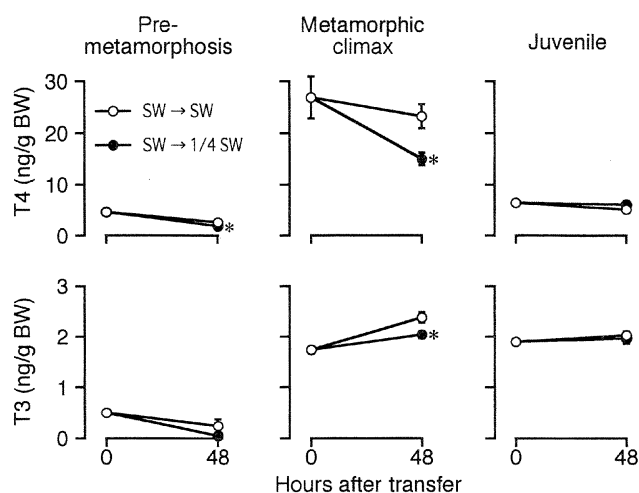 Pre-
metamorphosis
Metamorphic
climax
Juvenile
T4 (ng/g BW)
30
20
10
0
SW → SW
SW → 1/4 SW
*
*
T3 (ng/g BW)
3
2
1
0
*
0 48
0 48
0 48
Hours after transfer